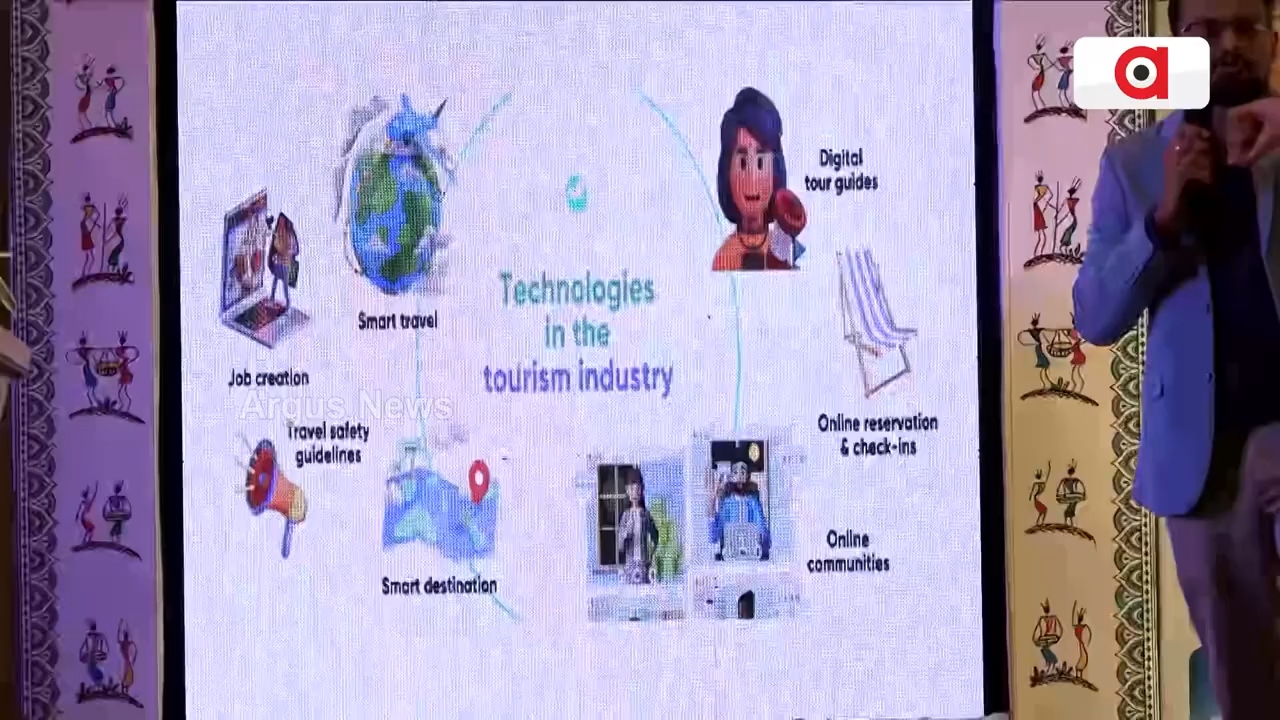 Technologies
in the
tourism industry
Smart travel
Job creation
Travel safety
guidelines
Smart destination
Digital
tour guides
Online reservation
& check-ins
Online
communities
Argus News
a